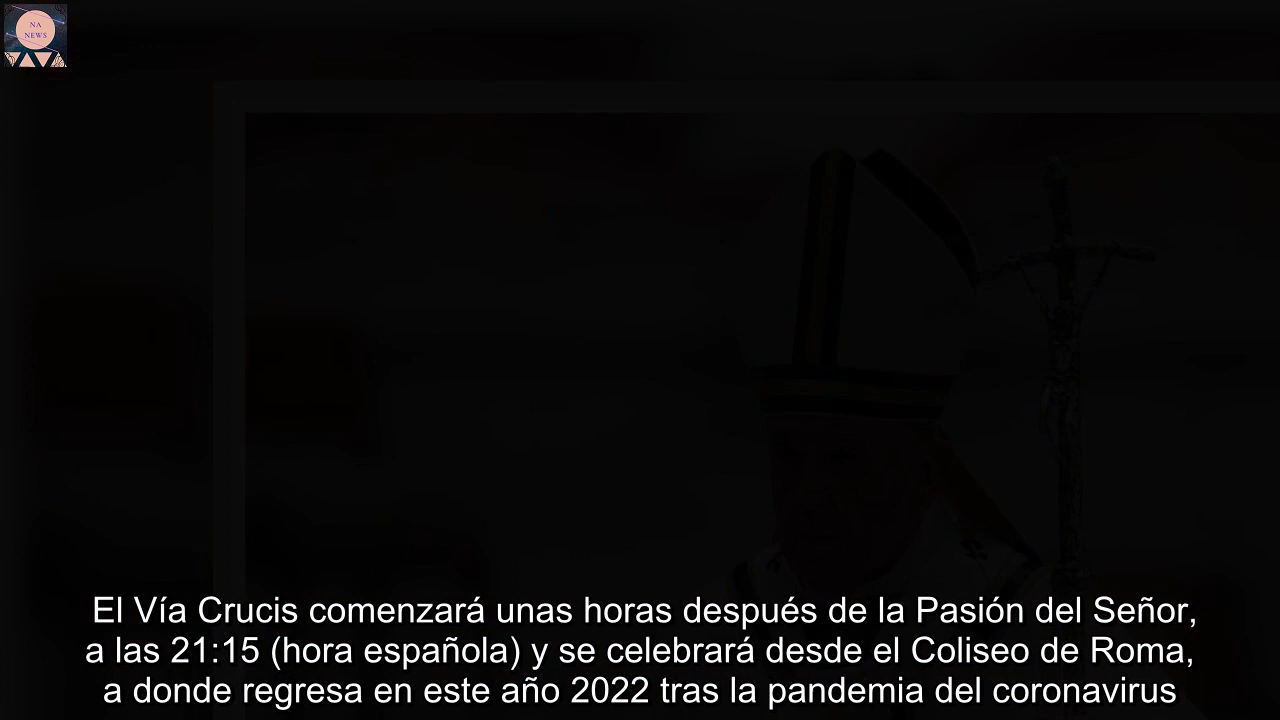 NA
NEWS
El Vía Crucis comenzará unas horas después de la Pasión del Señor,
a las 21:15 (hora española) y se celebrará desde el Coliseo de Roma,
a donde regresa en este año 2022 tras la pandemia del coronavirus